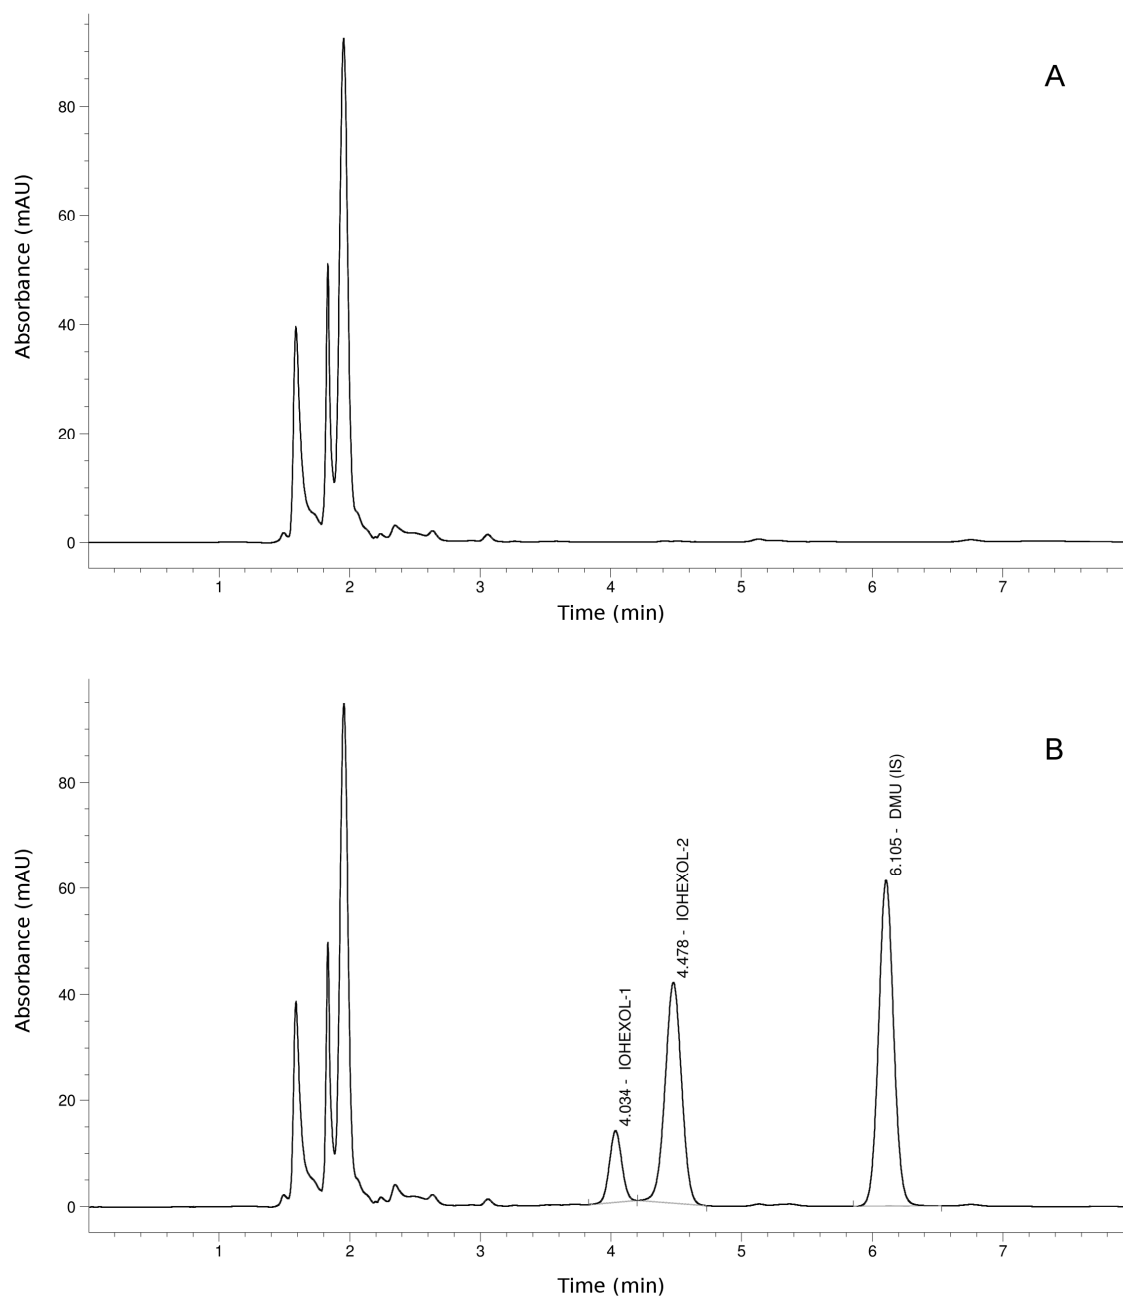 A
Absorbance (mAU)
80
60
40
20
0
1 2 3 4 5 6 7
Time (min)
B
Absorbance (mAU)
80
60
40
20
0
4.034 - IOHEXOL-1
4.478 - IOHEXOL-2
6.105 - DMU (IS)
1 2 3 4 5 6 7
Time (min)